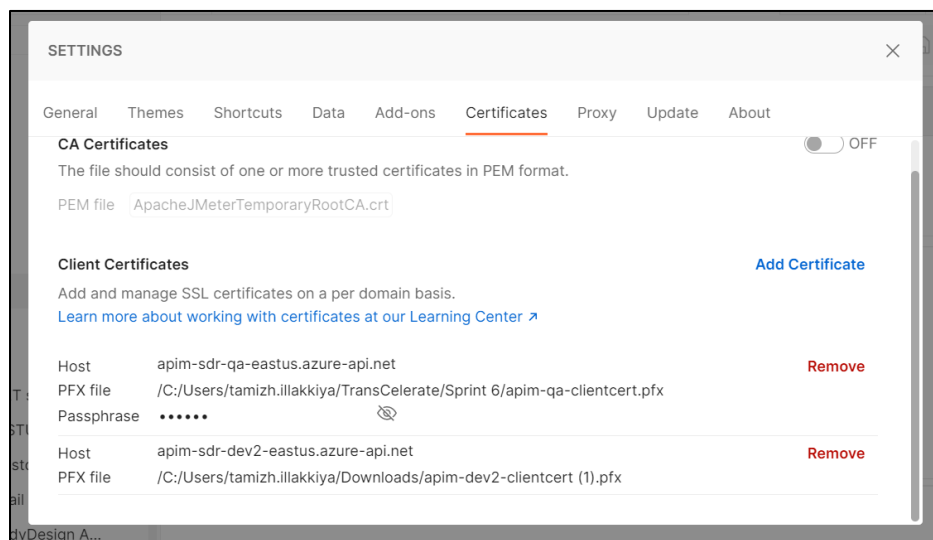 SETTINGS
General Themes Shortcuts Data Add-ons Certificates Proxy Update About
CA Certificates OFF
The file should consist of one or more trusted certificates in PEM format.
PEM file ApacheJMeterTemporaryRootCA.crt
Client Certificates Add Certificate
Add and manage SSL certificates on a per domain basis.
Learn more about working with certificates at our Learning Center ↗
Host apim-sdr-qa-eastus.azure-api.net Remove
PFX file /C:/Users/tamizh.illakkiya/TransCelerate/Sprint 6/apim-qa-clientcert.pfx
Passphrase ••••••
Host apim-sdr-dev2-eastus.azure-api.net Remove
PFX file /C:/Users/tamizh.illakkiya/Downloads/apim-dev2-clientcert (1).pfx
ail
dyDesign A...